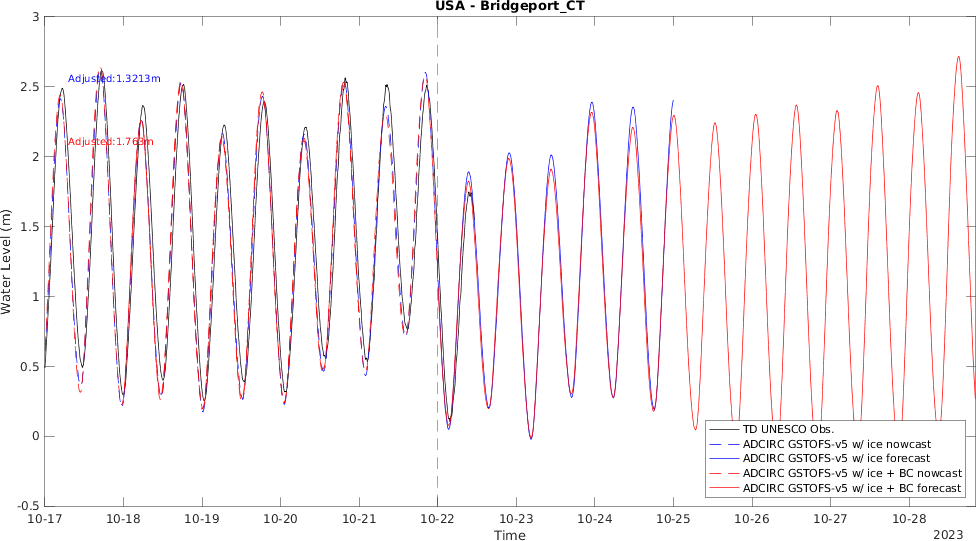 USA - Bridgeport_CT
3
2.5
2
1.5
1
0.5
0
-0.5
Water Level (m)
Adjusted:1.3213m
Adjusted:1.763m
TD UNESCO Obs.
ADCIRC GSTOFS-v5 w/ ice nowcast
ADCIRC GSTOFS-v5 w/ ice forecast
ADCIRC GSTOFS-v5 w/ ice + BC nowcast
ADCIRC GSTOFS-v5 w/ ice + BC forecast
10-17 10-18 10-19 10-20 10-21 10-22 10-23 10-24 10-25 10-26 10-27 10-28
Time
2023